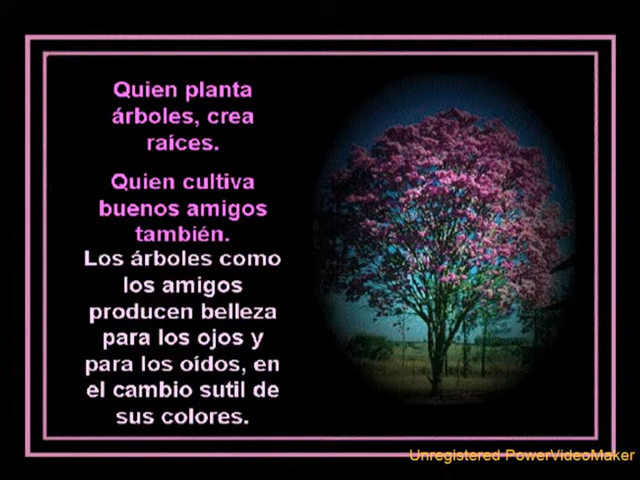 Quien planta
árboles, crea
raíces.
Quien cultiva
buenos amigos
también.
Los árboles como
los amigos
producen belleza
para los ojos y
para los oídos, en
el cambio sutil de
sus colores.
Unregistered PowerVideoMaker